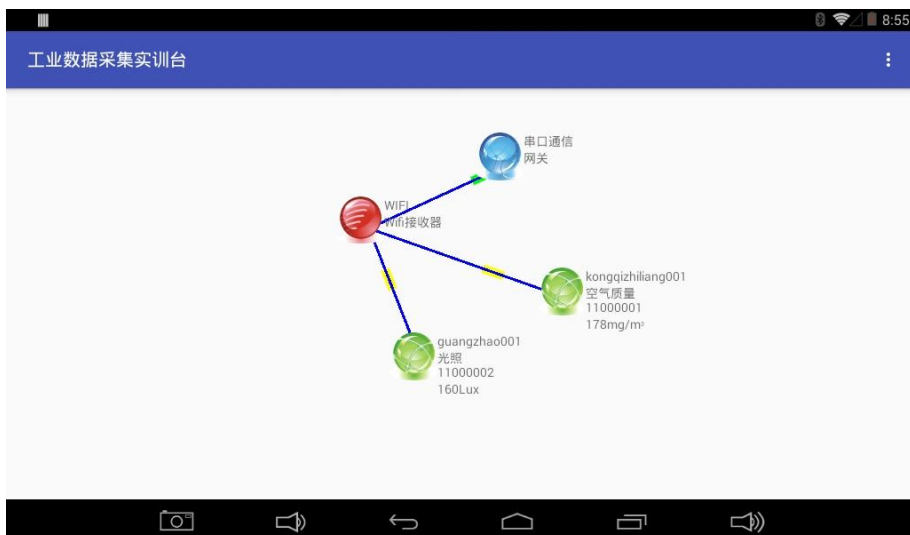 8:55
工业数据采集实训台
串口通信
网关
WIFI
Wifi接收器
kongqizhiliang001
空气质量
11000001
178mg/m³
guangzhao001
光照
11000002
160Lux